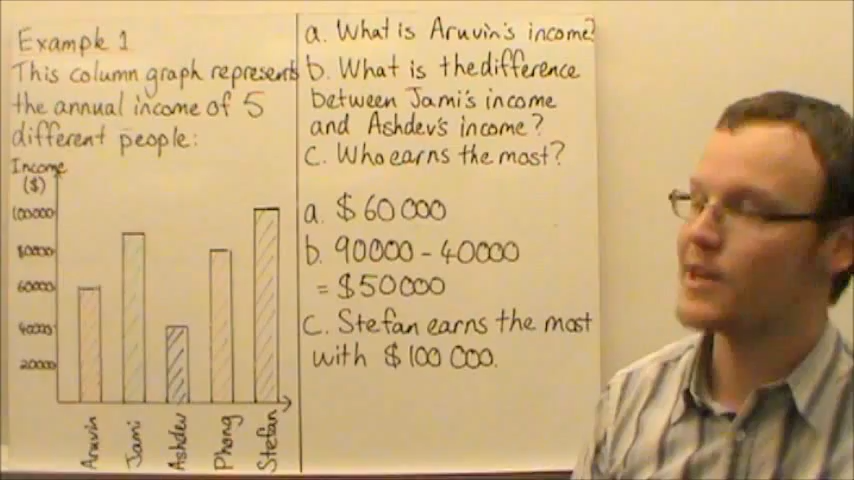 Example 1
This column graph represents
the annual income of 5
different people:
Income
($)
100000
80000
60000
40000
20000
Aruvin
Jami
Ashdev
Phong
Stefan
a. What is Aruvin's income?
b. What is the difference
between Jami's income
and Ashdev's income?
c. Who earns the most?
a. $60 000
b. 90000 - 40000
= $50000
c. Stefan earns the most
with $100 000.